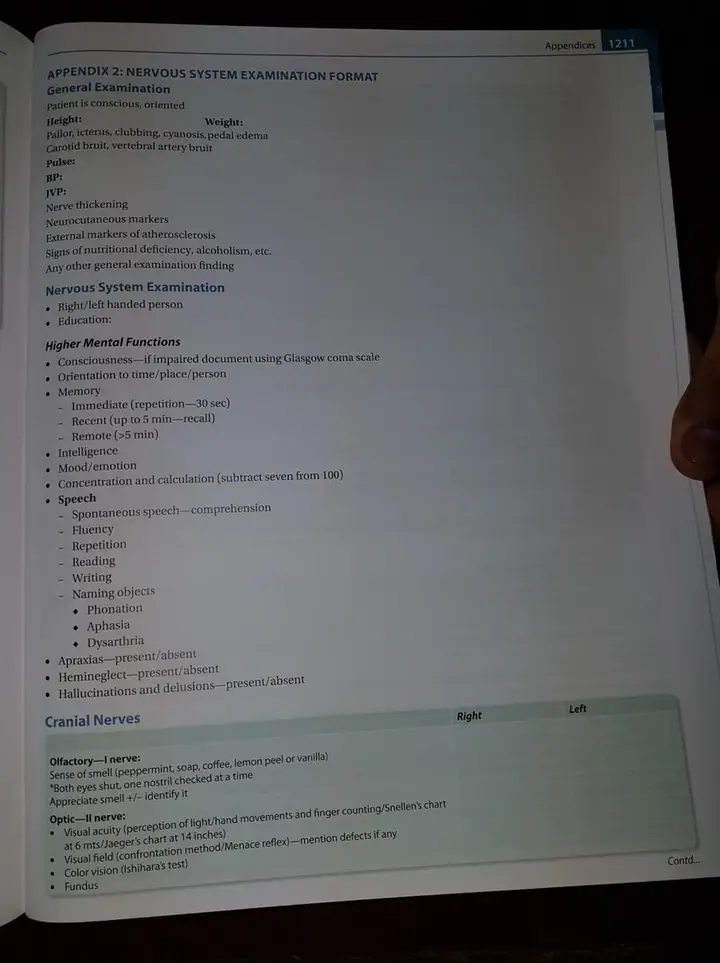 Appendices 1211
APPENDIX 2: NERVOUS SYSTEM EXAMINATION FORMAT
General Examination
Patient is conscious, oriented
Height: Weight:
Pallor, icterus, clubbing, cyanosis, pedal edema
Carotid bruit, vertebral artery bruit
Pulse:
BP:
JVP:
Nerve thickening
Neurocutaneous markers
External markers of atherosclerosis
Signs of nutritional deficiency, alcoholism, etc.
Any other general examination finding
Nervous System Examination
• Right/left handed person
• Education:
Higher Mental Functions
• Consciousness—if impaired document using Glasgow coma scale
• Orientation to time/place/person
• Memory
– Immediate (repetition—30 sec)
– Recent (up to 5 min—recall)
– Remote (>5 min)
• Intelligence
• Mood/emotion
• Concentration and calculation (subtract seven from 100)
• Speech
– Spontaneous speech—comprehension
– Fluency
– Repetition
– Reading
– Writing
– Naming objects
◆ Phonation
◆ Aphasia
◆ Dysarthria
• Apraxias—present/absent
• Hemineglect—present/absent
• Hallucinations and delusions—present/absent
Cranial Nerves
Right Left
Olfactory—I nerve:
Sense of smell (peppermint, soap, coffee, lemon peel or vanilla)
*Both eyes shut, one nostril checked at a time
Appreciate smell +/– identify it
Optic—II nerve:
• Visual acuity (perception of light/hand movements and finger counting/Snellen's chart
at 6 mts/Jaeger's chart at 14 inches)
• Visual field (confrontation method/Menace reflex)—mention defects if any
• Color vision (Ishihara's test)
• Fundus
Contd...